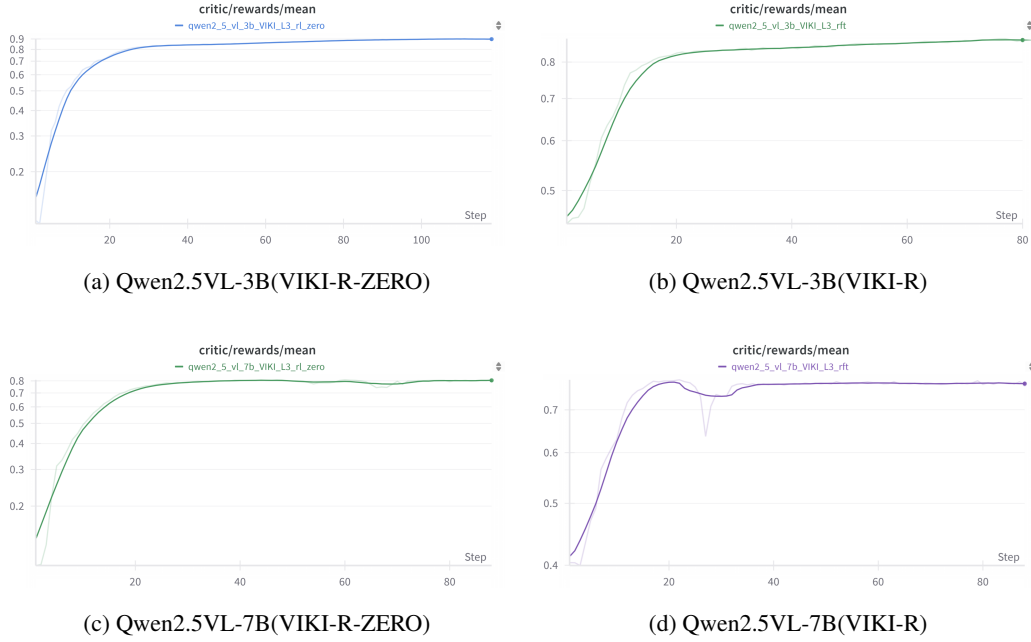 critic/rewards/mean
qwen2_5_vl_3b_VIKI_L3_rl_zero
0.9
0.8
0.7
0.6
0.5
0.4
0.3
0.2
Step
20 40 60 80 100
(a) Qwen2.5VL-3B(VIKI-R-ZERO)
critic/rewards/mean
qwen2_5_vl_3b_VIKI_L3_rft
0.8
0.7
0.6
0.5
Step
20 40 60 80
(b) Qwen2.5VL-3B(VIKI-R)
critic/rewards/mean
qwen2_5_vl_7b_VIKI_L3_rl_zero
0.8
0.7
0.6
0.5
0.4
0.3
0.2
Step
20 40 60 80
(c) Qwen2.5VL-7B(VIKI-R-ZERO)
critic/rewards/mean
qwen2_5_vl_7b_VIKI_L3_rft
0.7
0.6
0.5
0.4
Step
20 40 60 80
(d) Qwen2.5VL-7B(VIKI-R)